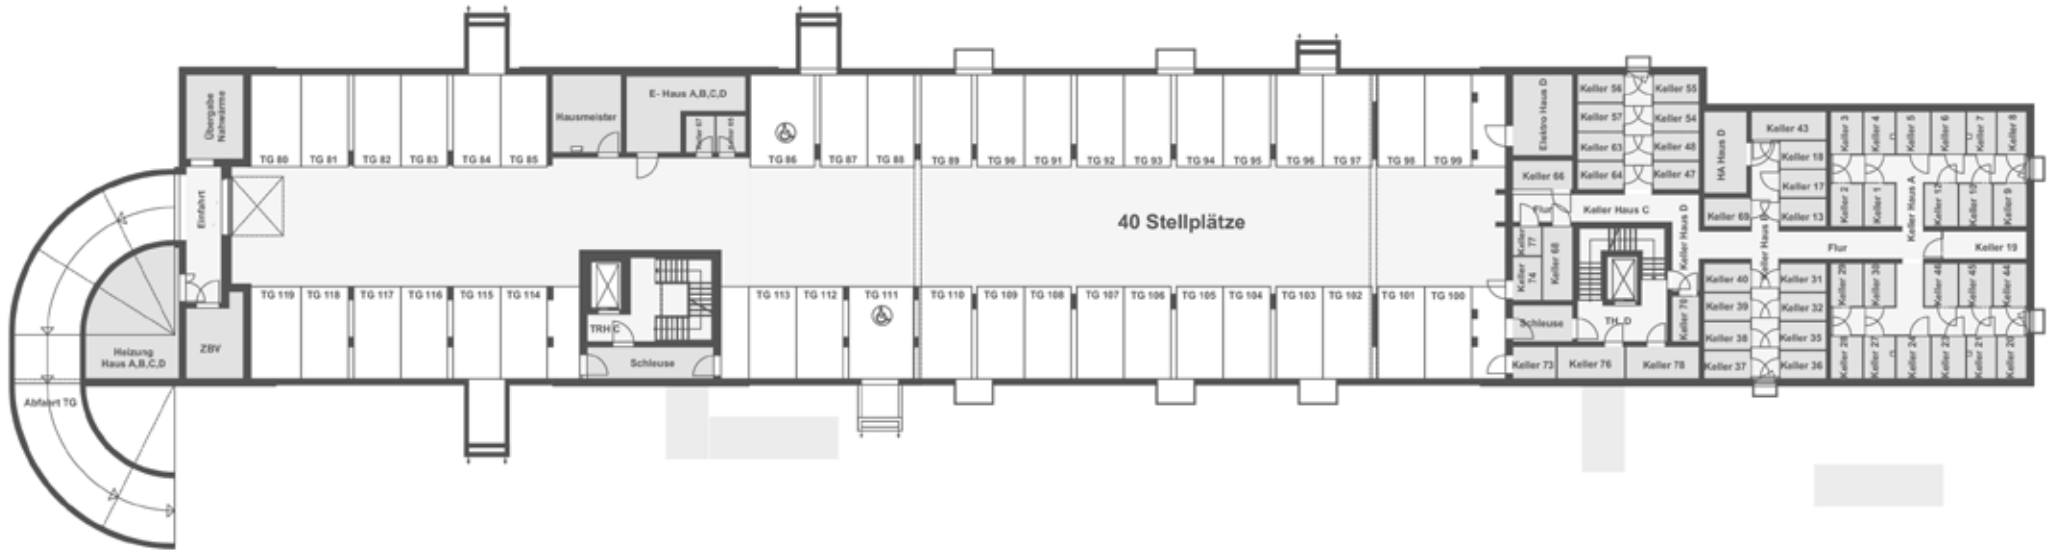 Übergabe
Nahwärme
TG 80
TG 81
TG 82
TG 83
TG 84
TG 85
Hausmeister
E- Haus A,B,C,D
Keller 67
TG 86
TG 87
TG 88
TG 89
TG 90
TG 91
TG 92
TG 93
TG 94
TG 95
TG 96
TG 97
TG 98
TG 99
Elektro Haus D
Keller 66
Keller 56
Keller 57
Keller 63
Keller 64
Keller 55
Keller 54
Keller 48
Keller 47
HA Haus D
Keller 43
Keller 18
Keller 17
Keller 13
Keller 69
Keller 3
Keller 4
Keller 5
Keller 6
Keller 7
Keller 8
Keller 2
Keller 1
Keller 12
Keller 10
Keller 9
Einfahrt
40 Stellplätze
Flur
Keller Haus C
Keller Haus D
Keller Haus A
Flur
Keller 19
Keller
77
Keller
74
Keller 68
TG 119
TG 118
TG 117
TG 116
TG 115
TG 114
TRH C
Schleuse
TG 113
TG 112
TG 111
TG 110
TG 109
TG 108
TG 107
TG 106
TG 105
TG 104
TG 103
TG 102
TG 101
TG 100
Schleuse
TH D
Keller 70
Keller 73
Keller 76
Keller 78
Keller 40
Keller 39
Keller 38
Keller 37
Keller 31
Keller 32
Keller 35
Keller 36
Keller 29
Keller 30
Keller 46
Keller 45
Keller 44
Keller 28
Keller 27
Keller 24
Keller 23
Keller 21
Keller 20
ZBV
Heizung
Haus A,B,C,D
Abfahrt TG